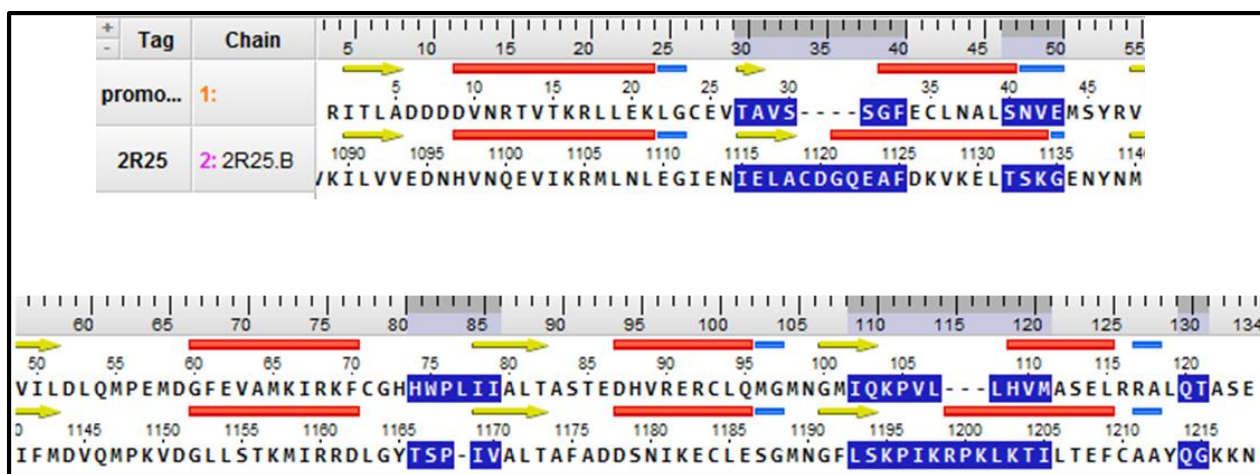 + - Tag Chain 5 10 15 20 25 30 35 40 45 50 55
5 10 15 20 25 30 35 40 45
promo... 1: RITLADDDDVNRTVTKRLLEKLGCEVTAVS----SGFECLNALSNVEMSYRV
1090 1095 1100 1105 1110 1115 1120 1125 1130 1135 114
2R25 2: 2R25.B VKILVVEDNHVNQEVIKRMLNLEGIENIELACDGQEAFDKVKELTSKGENYNM
60 65 70 75 80 85 90 95 100 105 110 115 120 125 130 134
50 55 60 65 70 75 80 85 90 95 100 105 110 115 120
VILDLQMPEMDGFEVAMKIRKFCGHHWPLIIALTASTEDHVRERCLQMGMNGMIQKPVL---LHVMASELRRALQTASE
0 1145 1150 1155 1160 1165 1170 1175 1180 1185 1190 1195 1200 1205 1210 1215
IFMDVQMPKVDGLLSTKMIRRDLGYTSP-IVALTAFADDSNIKECLESGMNGFLSKPIKRPKLKTILTEFCAAYQGKKN